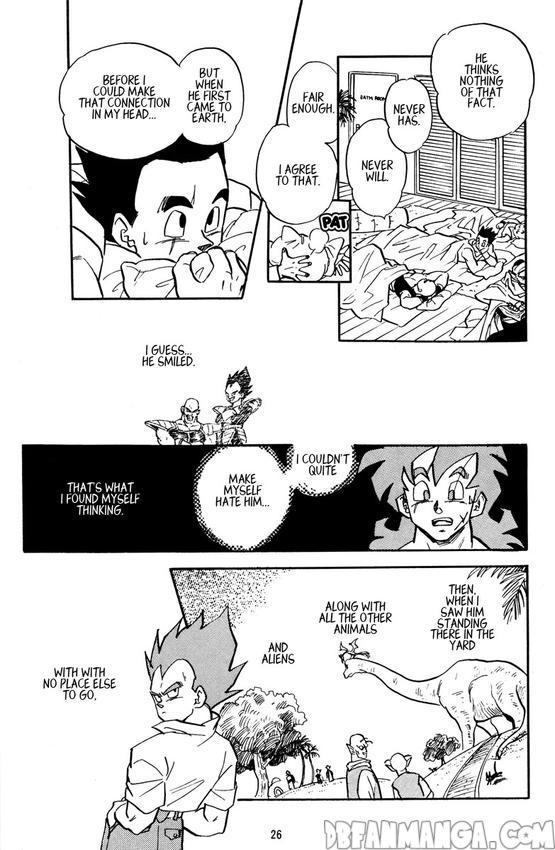 HE
THINKS
NOTHING
OF THAT
FACT.
NEVER
HAS.
NEVER
WILL.
FAIR
ENOUGH.
I AGREE
TO THAT.
PAT
BUT
WHEN
HE FIRST
CAME TO
EARTH.
BEFORE I
COULD MAKE
THAT CONNECTION
IN MY HEAD...
I GUESS...
HE SMILED.
I COULDN'T
QUITE
MAKE
MYSELF
HATE HIM...
THAT'S WHAT
I FOUND MYSELF
THINKING.
THEN,
WHEN I
SAW HIM
STANDING
THERE IN THE
YARD
ALONG WITH
ALL THE OTHER
ANIMALS
AND
ALIENS
WITH WITH
NO PLACE ELSE
TO GO.
26
DBFANMANGA.COM